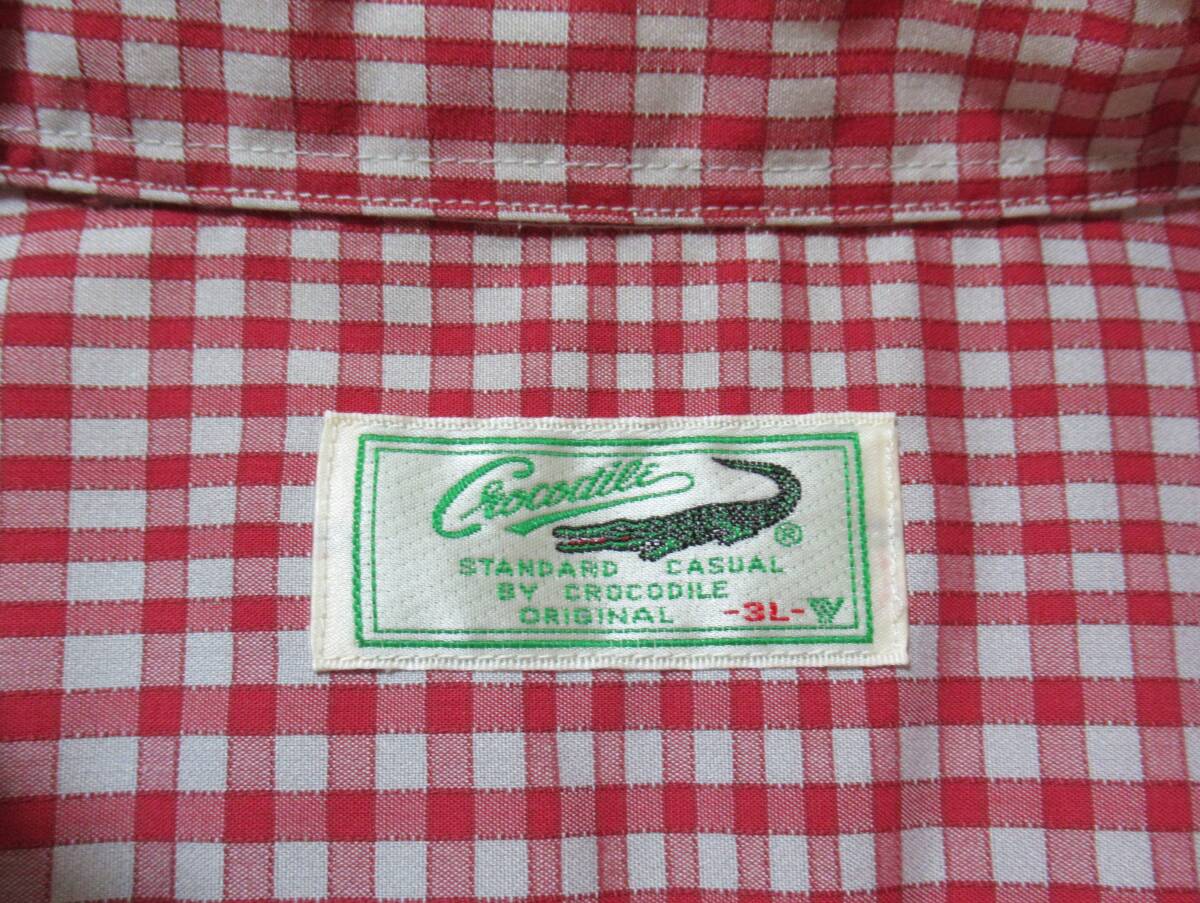 Crocodile ®
STANDARD CASUAL
BY CROCODILE
ORIGINAL -3L-